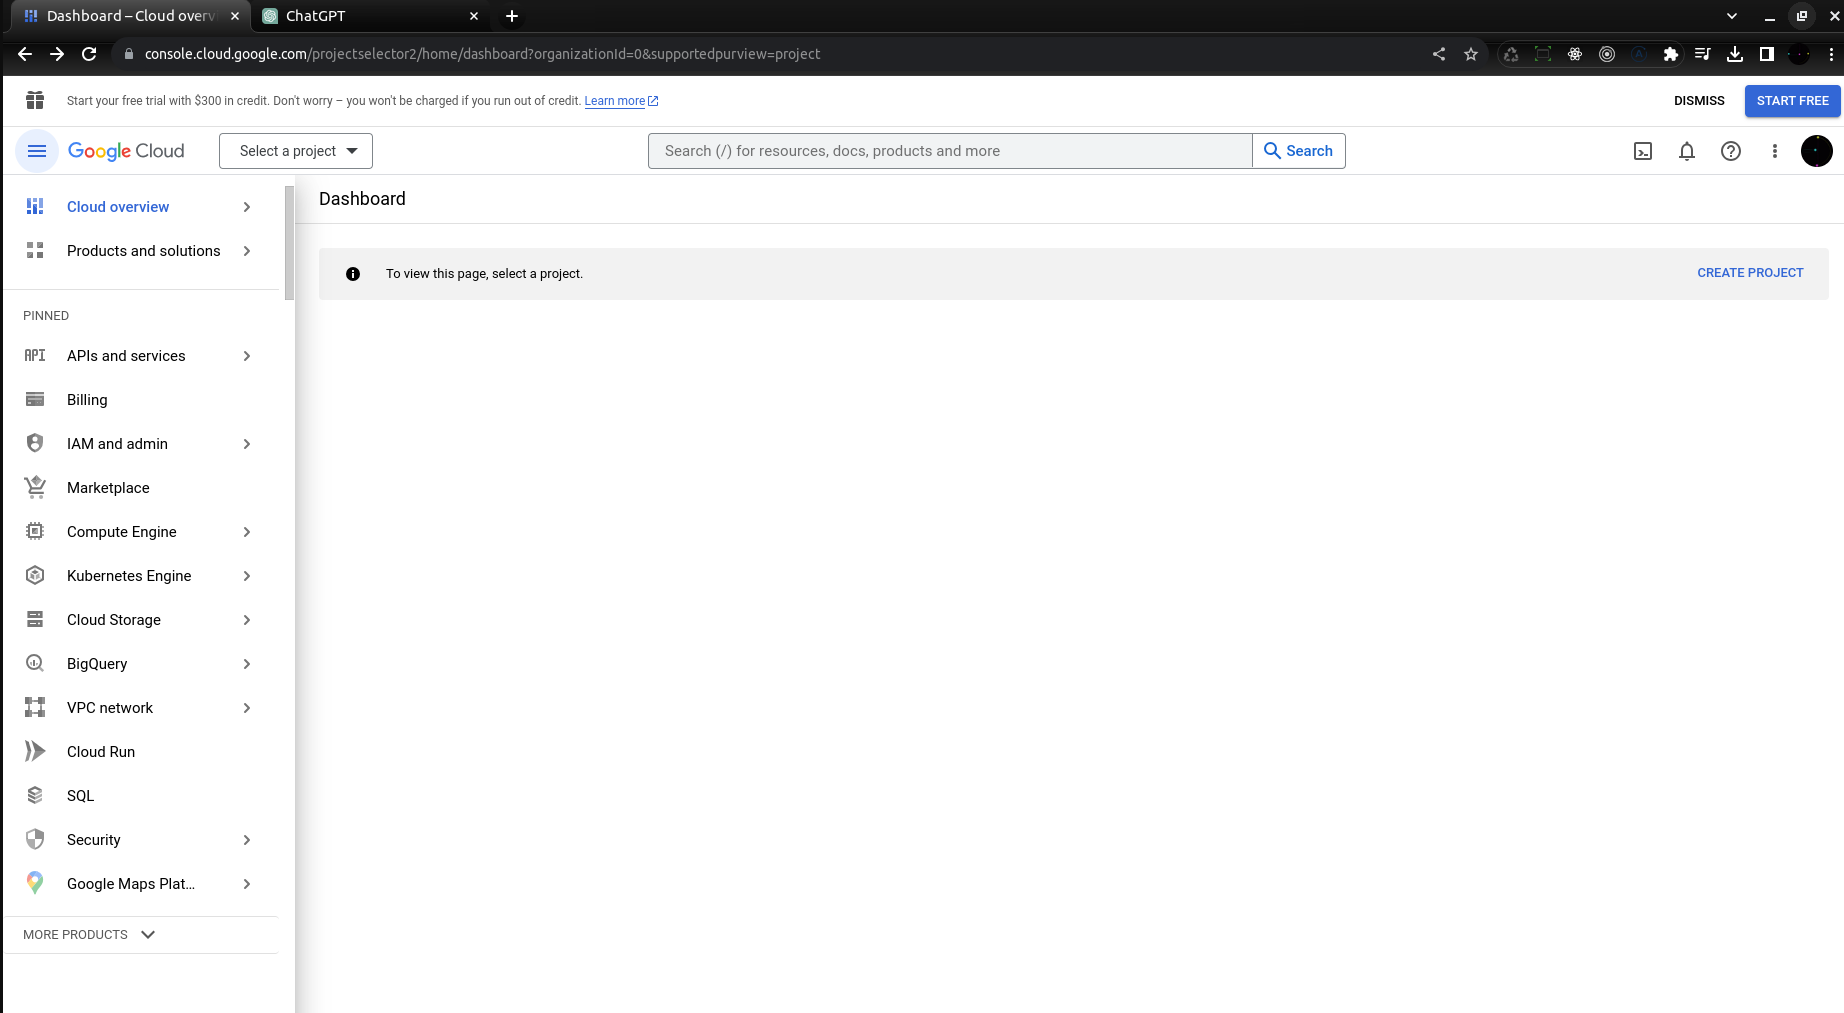 Dashboard – Cloud overv
ChatGPT
console.cloud.google.com/projectselector2/home/dashboard?organizationId=0&supportedpurview=project
Start your free trial with $300 in credit. Don't worry – you won't be charged if you run out of credit. Learn more
DISMISS
START FREE
Google Cloud
Select a project
Search (/) for resources, docs, products and more
Search
Cloud overview
Products and solutions
Dashboard
To view this page, select a project.
CREATE PROJECT
PINNED
API
APIs and services
Billing
IAM and admin
Marketplace
Compute Engine
Kubernetes Engine
Cloud Storage
BigQuery
VPC network
Cloud Run
SQL
Security
Google Maps Plat...
MORE PRODUCTS